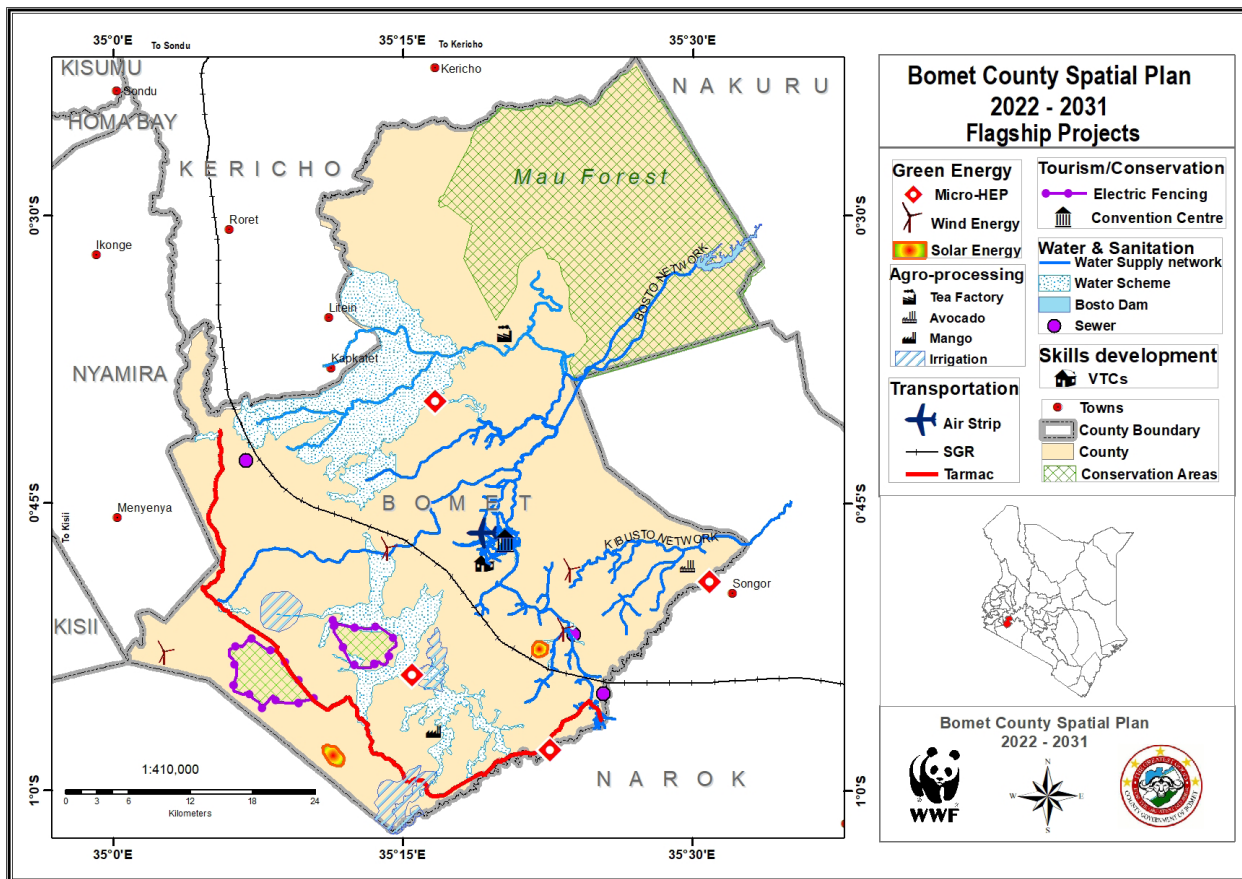 35°0'E
To Sondu
35°15'E
To Kericho
35°30'E
KISUMU
Sondu
Kericho
NAKURU
HOMA BAY
KERICHO
Mau Forest
0°30'S
0°30'S
Roret
Ikonge
BOSTO NETWORK
Litein
Kapkatet
NYAMIRA
0°45'S
0°45'S
Menyenya
To Kisii
BOMET
KIBUSTO NETWORK
Songor
KISII
1:410,000
0 3 6 12 18 24
Kilometers
NAROK
1°0'S
1°0'S
35°0'E
35°15'E
35°30'E
Bomet County Spatial Plan
2022 - 2031
Flagship Projects
Green Energy
Micro-HEP
Wind Energy
Solar Energy
Agro-processing
Tea Factory
Avocado
Mango
Irrigation
Transportation
Air Strip
SGR
Tarmac
Tourism/Conservation
Electric Fencing
Convention Centre
Water & Sanitation
Water Supply network
Water Scheme
Bosto Dam
Sewer
Skills development
VTCs
Towns
County Boundary
County
Conservation Areas
Bomet County Spatial Plan
2022 - 2031
WWF
N
W
E
S
COUNTY GOVERNMENT OF BOMET